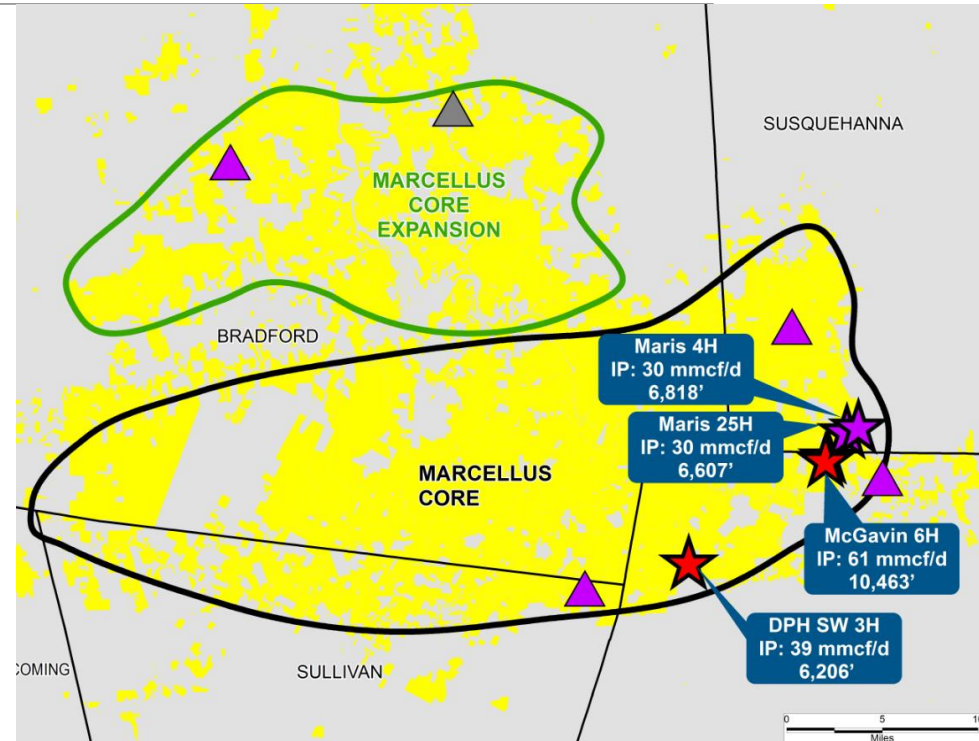 SUSQUEHANNA
MARCELLUS
CORE
EXPANSION
BRADFORD
Maris 4H
IP: 30 mmcf/d
6,818’
Maris 25H
IP: 30 mmcf/d
6,607’
MARCELLUS
CORE
McGavin 6H
IP: 61 mmcf/d
10,463’
DPH SW 3H
IP: 39 mmcf/d
6,206’
COMING
SULLIVAN
0 5 10
Miles